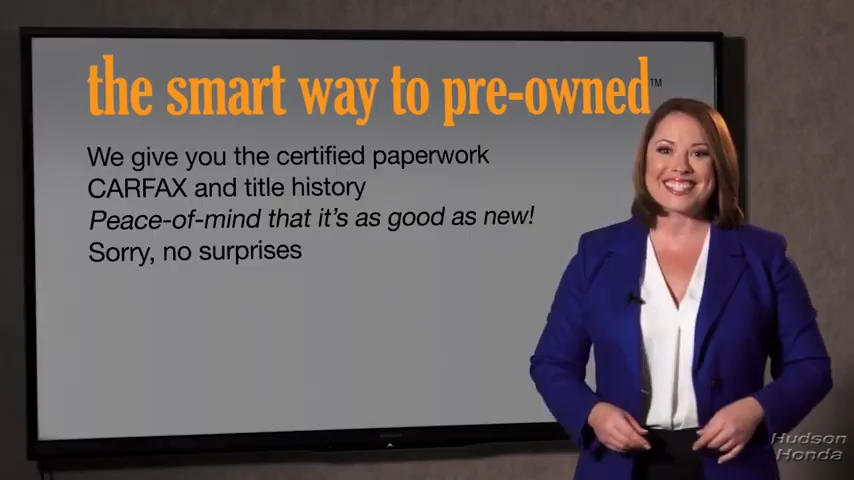 the smart way to pre-owned™
We give you the certified paperwork
CARFAX and title history
Peace-of-mind that it's as good as new!
Sorry, no surprises
Hudson
Honda